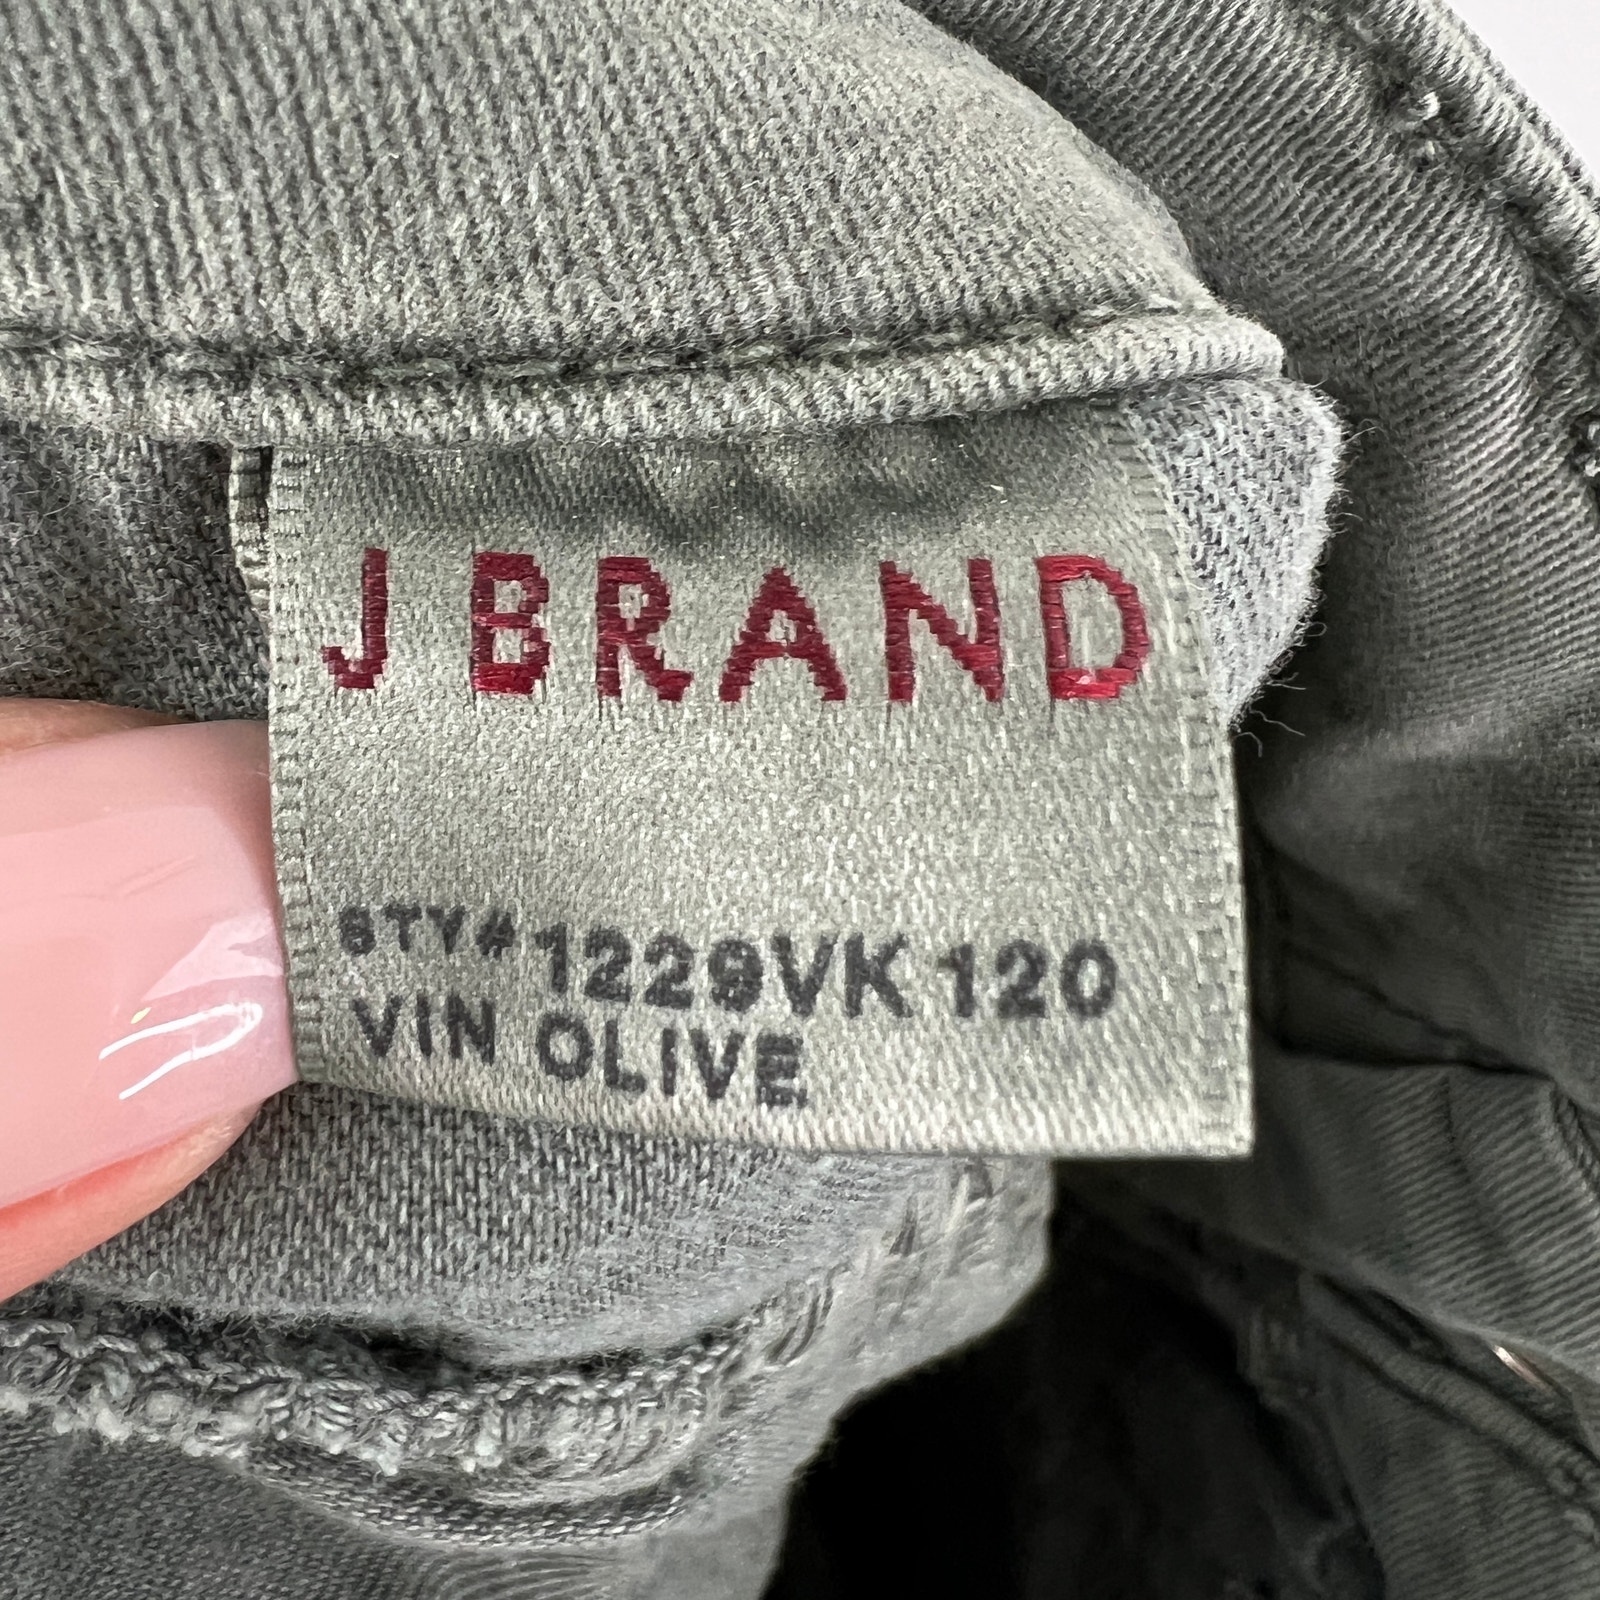 J BRAND
STY# 1229VK120
VIN OLIVE